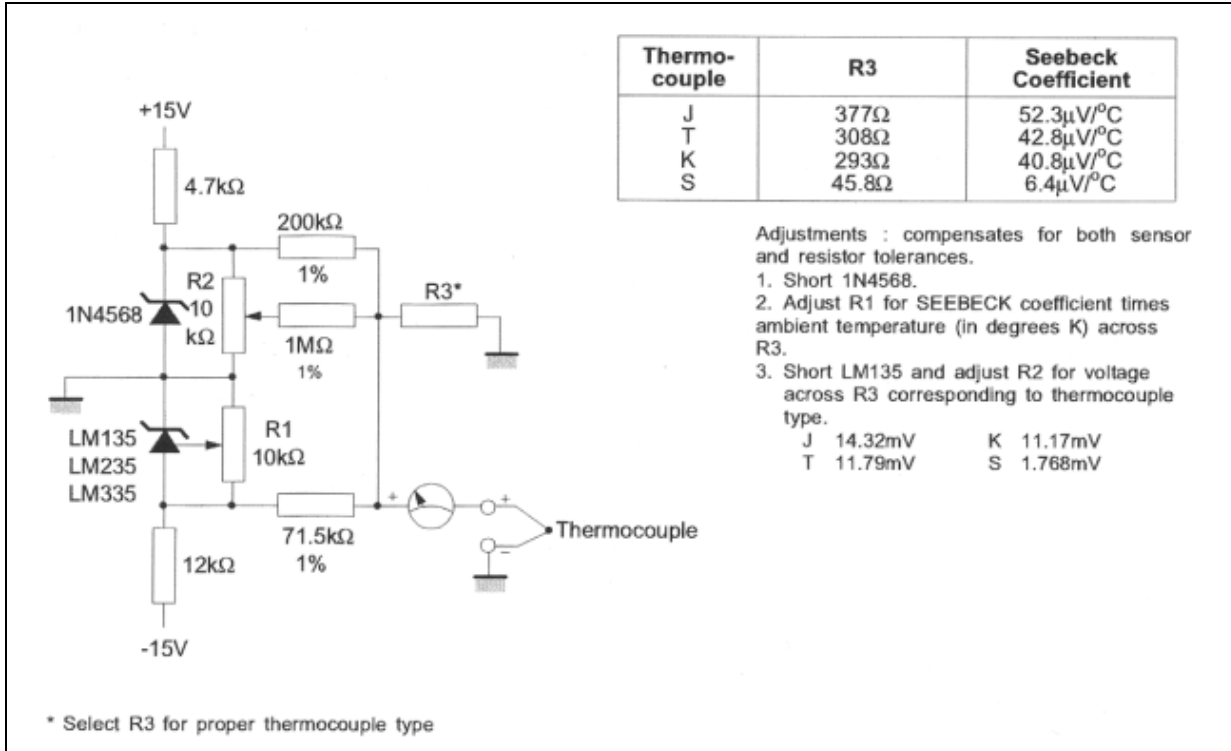 +15V
4.7kΩ
200kΩ
1%
R2
10
kΩ
1N4568
1MΩ
1%
R3*
LM135
LM235
LM335
R1
10kΩ
71.5kΩ
1%
+
+
−
Thermocouple
12kΩ
-15V
* Select R3 for proper thermocouple type
Thermo-
couple
R3
Seebeck
Coefficient
J 377Ω 52.3µV/°C
T 308Ω 42.8µV/°C
K 293Ω 40.8µV/°C
S 45.8Ω 6.4µV/°C
Adjustments : compensates for both sensor
and resistor tolerances.
1. Short 1N4568.
2. Adjust R1 for SEEBECK coefficient times
ambient temperature (in degrees K) across
R3.
3. Short LM135 and adjust R2 for voltage
across R3 corresponding to thermocouple
type.
J 14.32mV K 11.17mV
T 11.79mV S 1.768mV